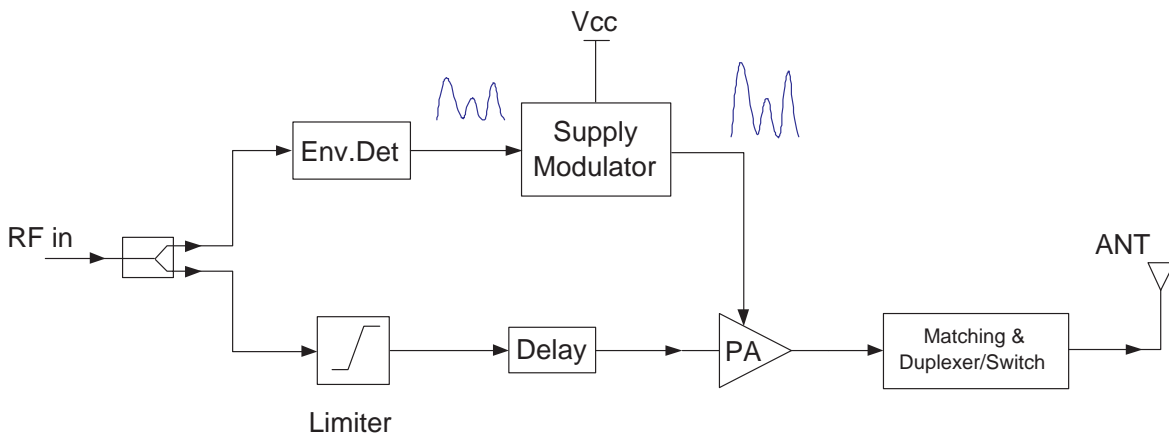 Vcc
Supply
Modulator
Env.Det
RF in
ANT
Delay
PA
Matching &
Duplexer/Switch
Limiter